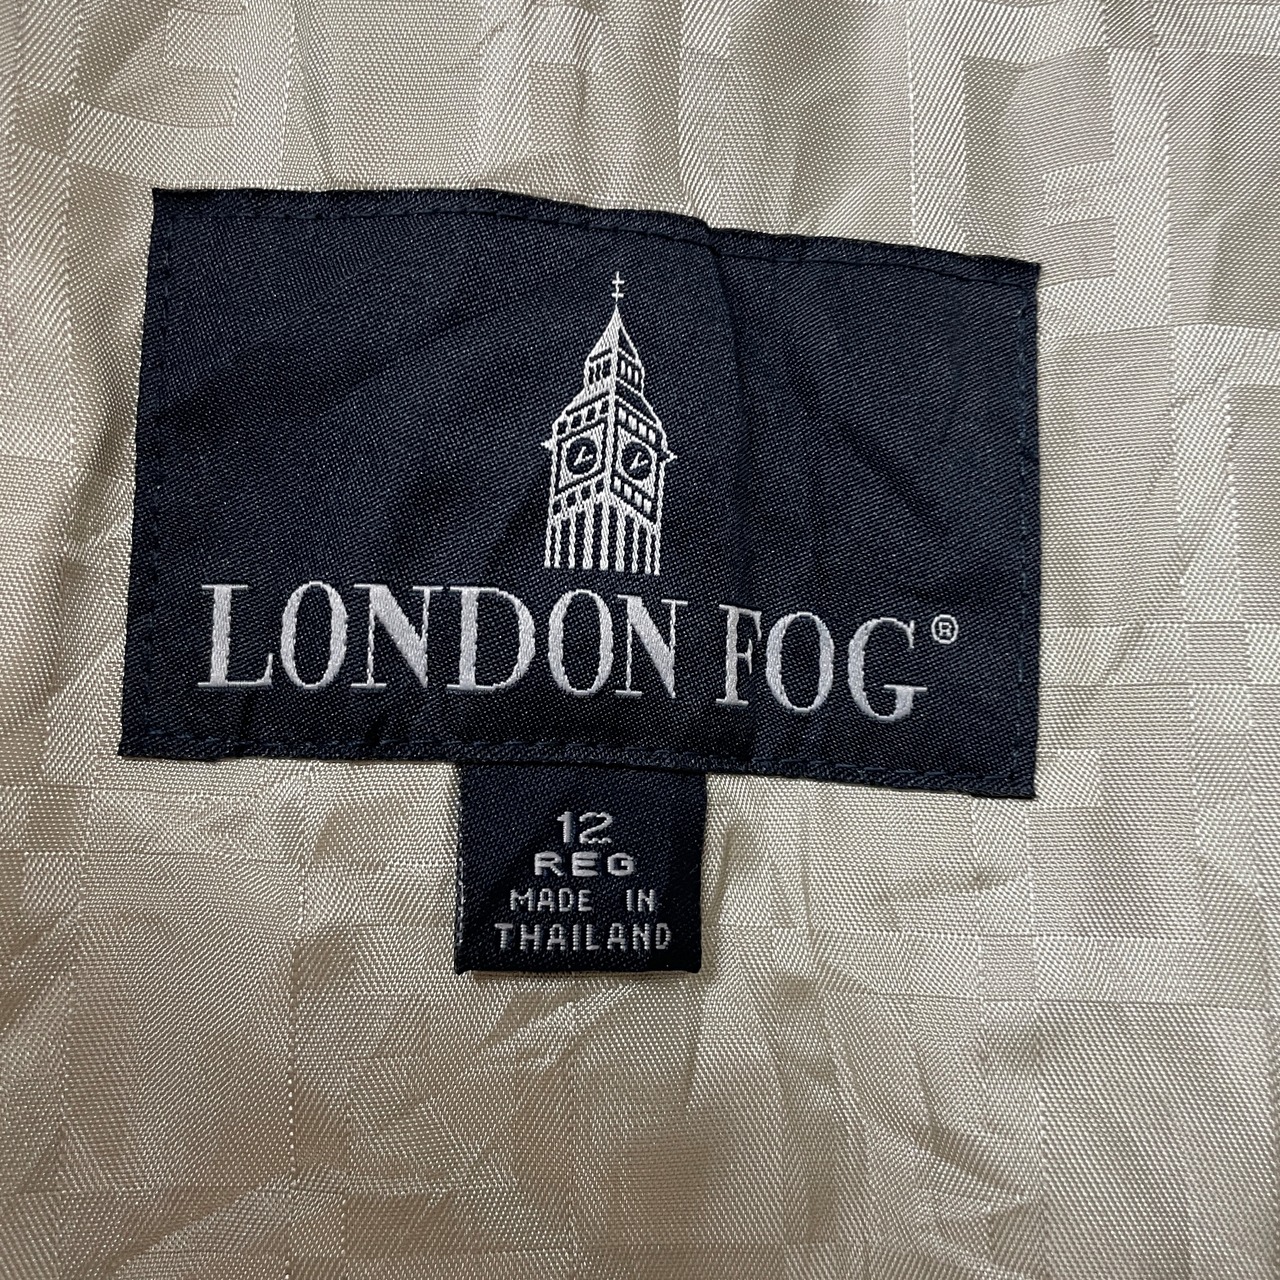 LONDON FOG®
12
REG
MADE IN
THAILAND